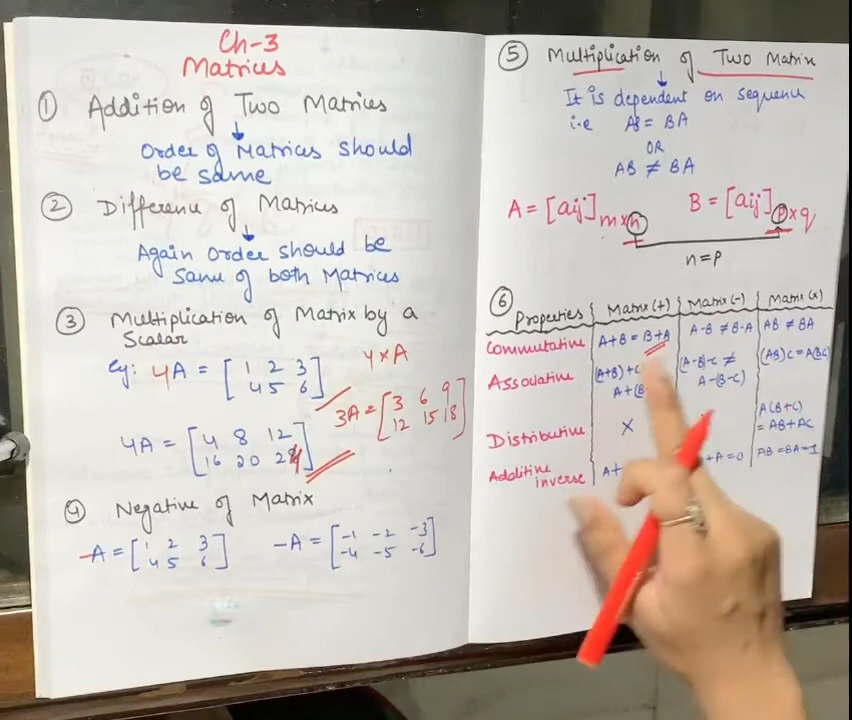 Ch-3
Matrices
① Addition of Two Matrices
↓
Order of Matrices should
be same
② Difference of Matrices
↓
Again order should be
same of both Matrices
③ Multiplication of Matrix by a
Scalar
eg: 4A = [1 2 3
4 5 6]
4 x A
3A = [3 6 9
12 15 18]
4A = [4 8 12
16 20 24]
④ Negative of Matrix
-A = [1 2 3
4 5 6]
-A = [-1 -2 -3
-4 -5 -6]
⑤ Multiplication of Two Matrix
↓
It is dependent on sequence
i.e AB = BA
OR
AB ≠ BA
A = [aij] m×n B = [aij] p×q
n=p
⑥ Properties Matrix (+) Matrix (-) Matrix (x)
Commutative A+B = B+A A-B ≠ B-A AB ≠ BA
Associative (A+B)+C (A-B)-C ≠ A-(B-C) (AB)C = A(BC)
A+(B
Distributive X A(B+C) = AB+AC
Additive inverse A+ +A=0 AB = BA = 1